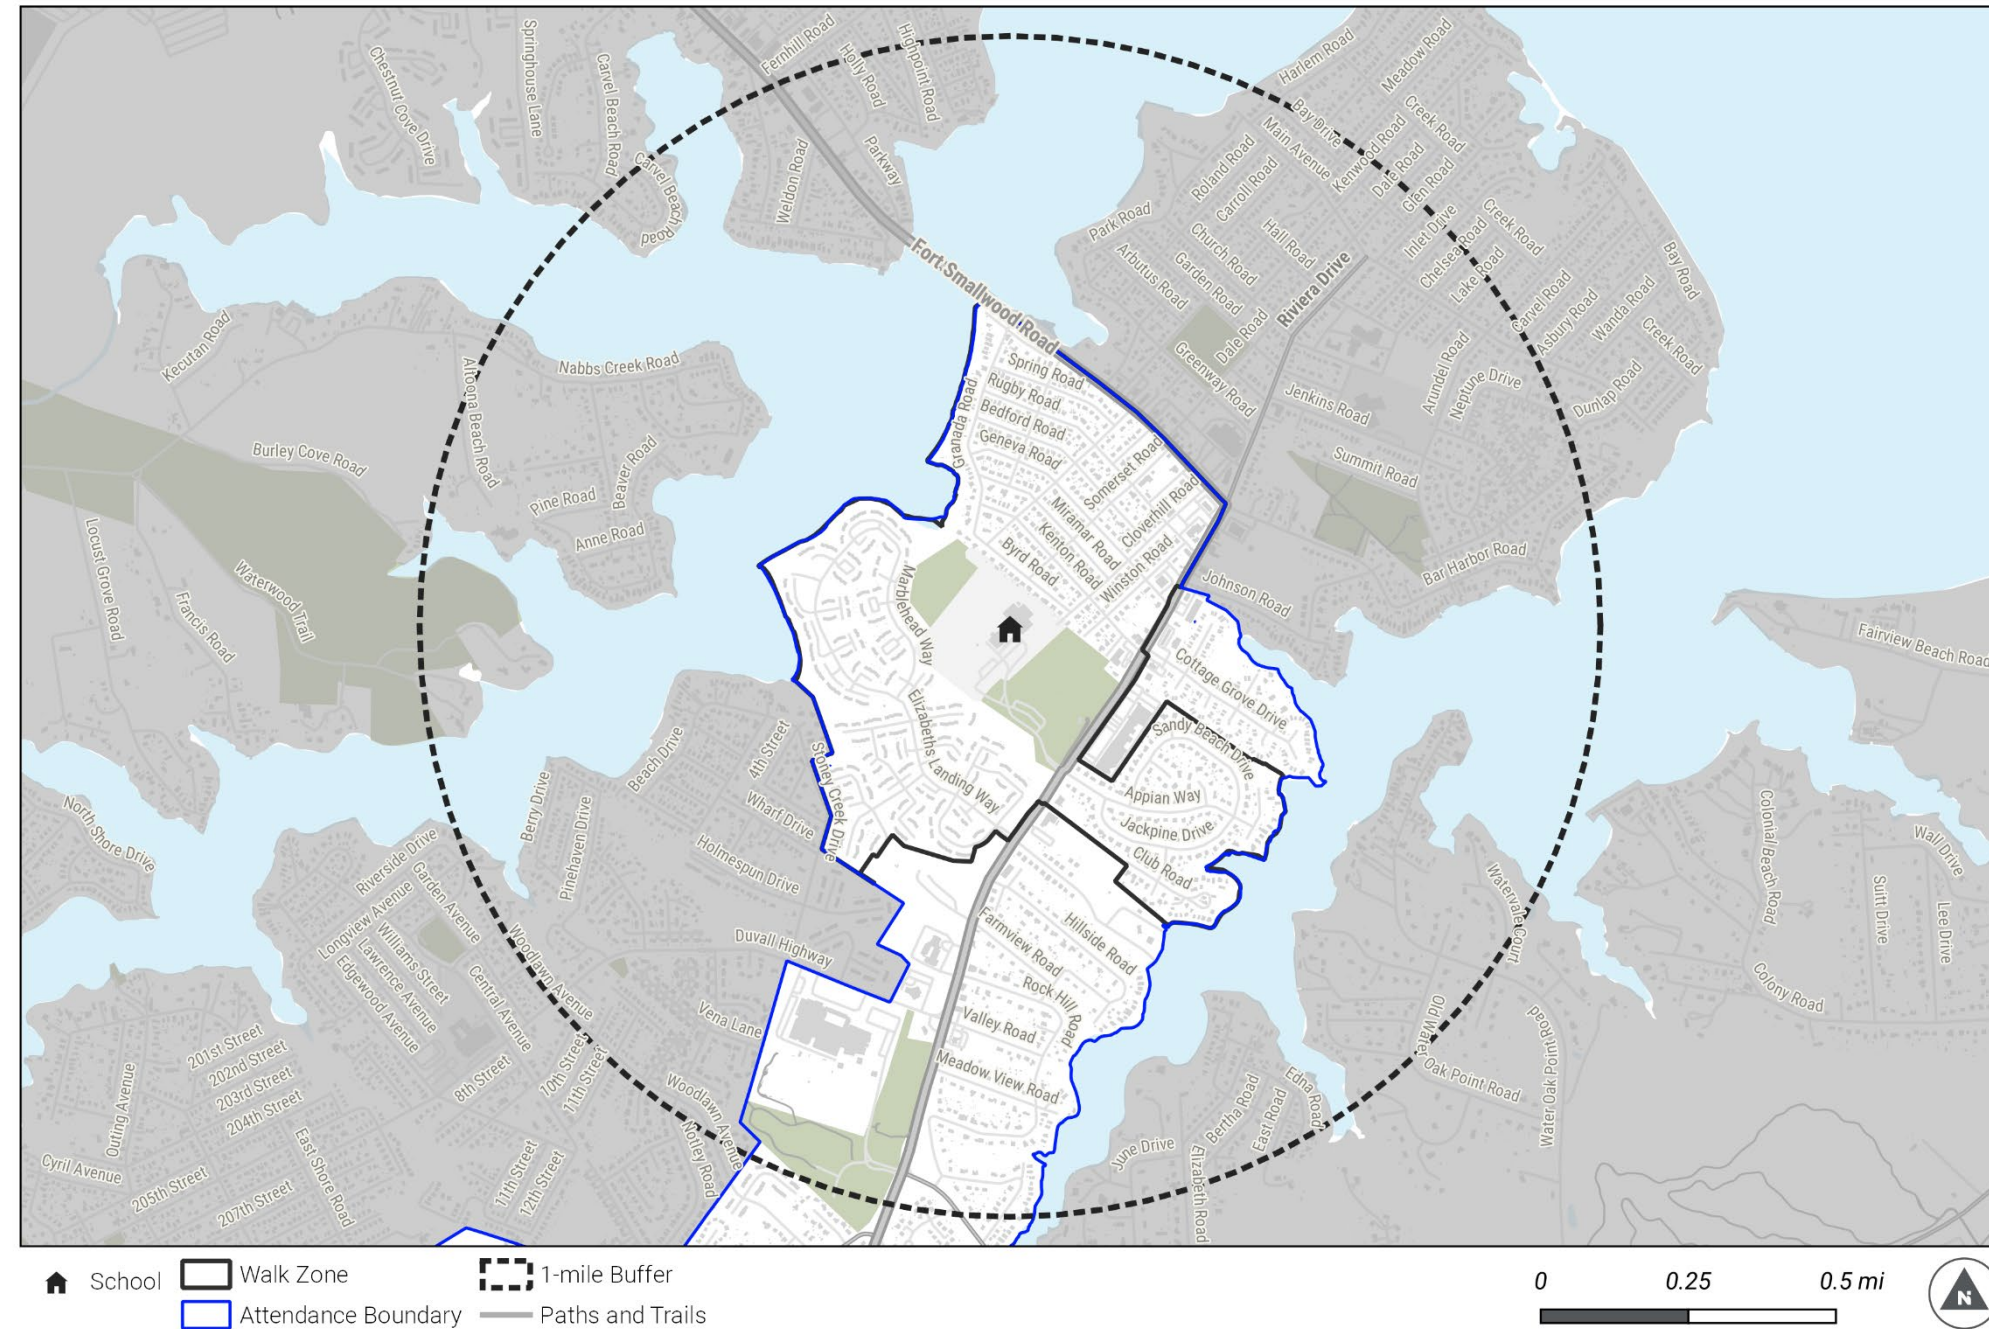 Fernhill Road
Holly Road
Highpoint Road
Springhouse Lane
Carvel Beach Road
Chestnut Cove Drive
Carvel Beach Road
Weldon Road
Parkway
Harlem Road
Meadow Road
Bay Drive
Main Avenue
Kenwood Road
Creek Road
Dale Road
Glen Road
Roland Road
Carroll Road
Park Road
Church Road
Hall Road
Inlet Drive
Chelsea Road
Creek Road
Lake Road
Bay Road
Arbutus Road
Garden Road
Fort Smallwood Road
Riviera Drive
Dale Road
Carvel Road
Asbury Road
Wanda Road
Creek Road
Kecutan Road
Nabbs Creek Road
Altoona Beach Road
Spring Road
Rugby Road
Bedford Road
Geneva Road
Granada Road
Greenway Road
Jenkins Road
Arundel Road
Neptune Drive
Dunlap Road
Burley Cove Road
Beaver Road
Pine Road
Anne Road
Somerset Road
Cloverhill Road
Miramar Road
Kenton Road
Byrd Road
Winston Road
Summit Road
Bar Harbor Road
Johnson Road
Locust Grove Road
Francis Road
Waterwood Trail
Marblehead Way
Fairview Beach Road
Cottage Grove Drive
Elizabeths Landing Way
Sandy Beach Drive
Appian Way
Jackpine Drive
Club Road
Beach Drive
4th Street
Stoney Creek Drive
Wharf Drive
Holmespun Drive
Berry Drive
Pinehaven Drive
North Shore Drive
Riverside Drive
Garden Avenue
Longview Avenue
Williams Street
Lawrence Avenue
Edgewood Avenue
Central Avenue
Woodlawn Avenue
Duvall Highway
Vena Lane
Farmview Road
Hillside Road
Rock Hill Road
Valley Road
Meadow View Road
Watervale Court
Colonial Beach Road
Wall Drive
Suitt Drive
Lee Drive
Colony Road
Old Water Oak Point Road
Water Oak Point Road
201st Street
202nd Street
203rd Street
204th Street
Outing Avenue
8th Street
10th Street
11th Street
Woodlawn Avenue
Notley Road
Cyril Avenue
205th Street
207th Street
East Shore Road
11th Street
12th Street
June Drive
Bertha Road
East Road
Edna Road
Elizabeth Road
School
Walk Zone
1-mile Buffer
Attendance Boundary
Paths and Trails
0 0.25 0.5 mi
N